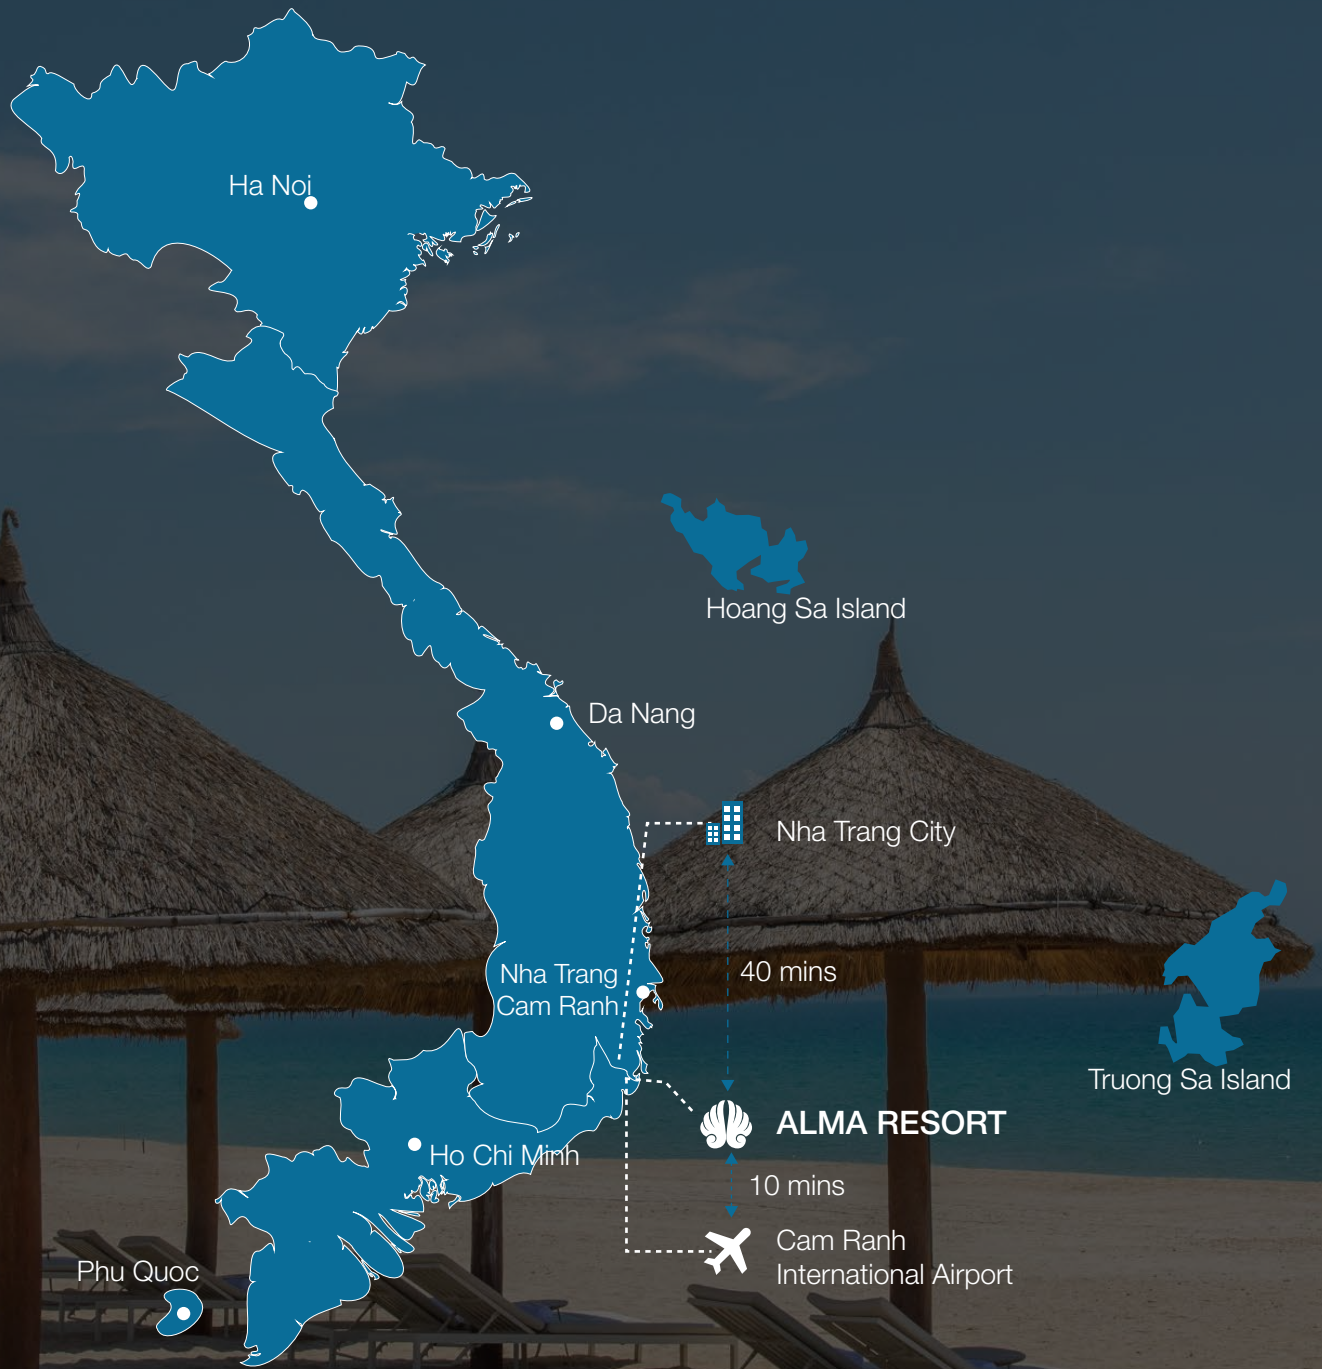 Ha Noi
Hoang Sa Island
Da Nang
Nha Trang City
40 mins
Nha Trang
Cam Ranh
Truong Sa Island
ALMA RESORT
Ho Chi Minh
10 mins
Cam Ranh
International Airport
Phu Quoc